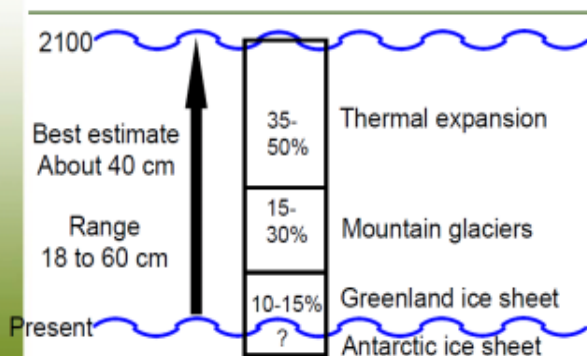 2100
Best estimate
About 40 cm
Range
18 to 60 cm
Present
35-
50%
Thermal expansion
15-
30%
Mountain glaciers
10-15%
Greenland ice sheet
?
Antarctic ice sheet